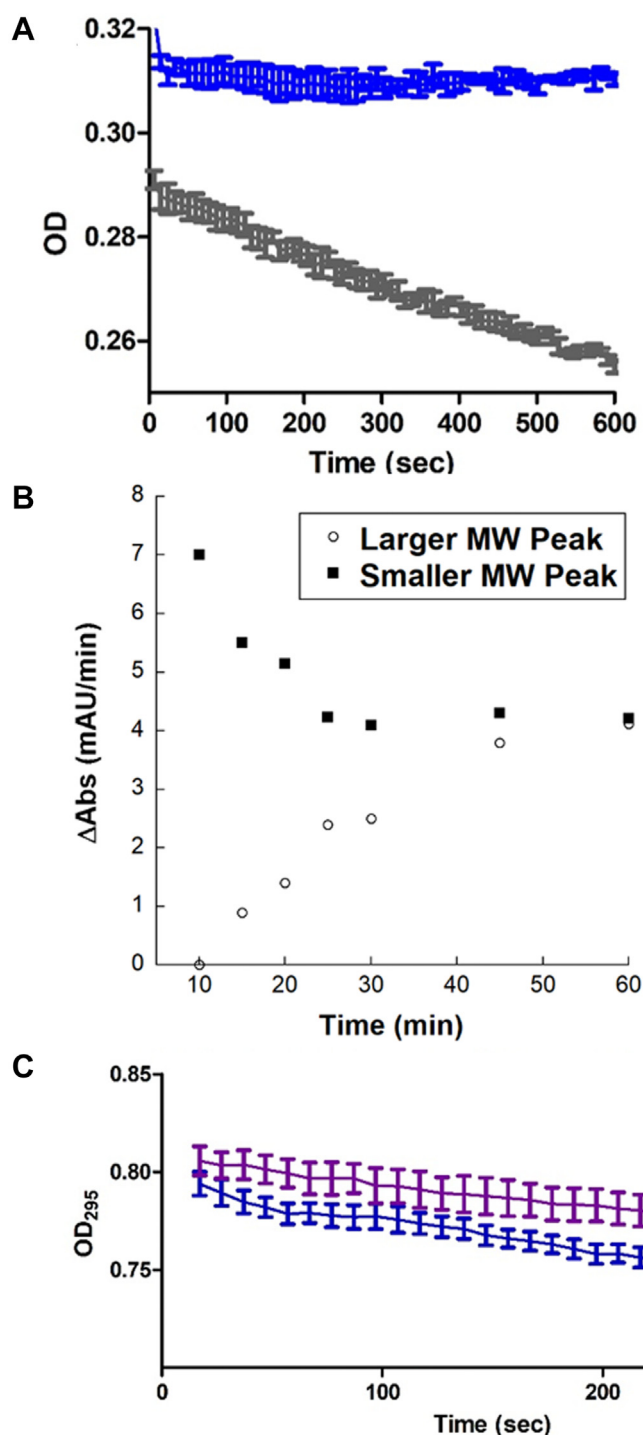 A
0.32
0.30
0.28
0.26
OD
0 100 200 300 400 500 600
Time (sec)
B
8
7
6
5
4
3
2
1
0
ΔAbs (mAU/min)
Larger MW Peak
Smaller MW Peak
10 20 30 40 50 60
Time (min)
C
0.85
0.80
0.75
OD295
0 100 200
Time (sec)